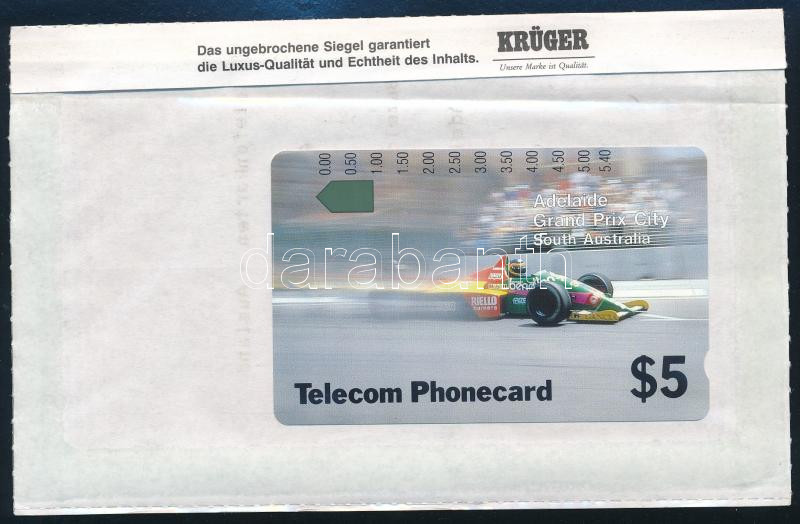 Das ungebrochene Siegel garantiert
die Luxus-Qualität und Echtheit des Inhalts.
KRÜGER
Unsere Marke ist Qualität.
0.00 0.50 1.00 1.50 2.00 2.50 3.00 3.50 4.00 4.50 5.00 5.40
Adelaide
Grand Prix City
South Australia
darabanth
RIELLO
burners
Telecom Phonecard
$5